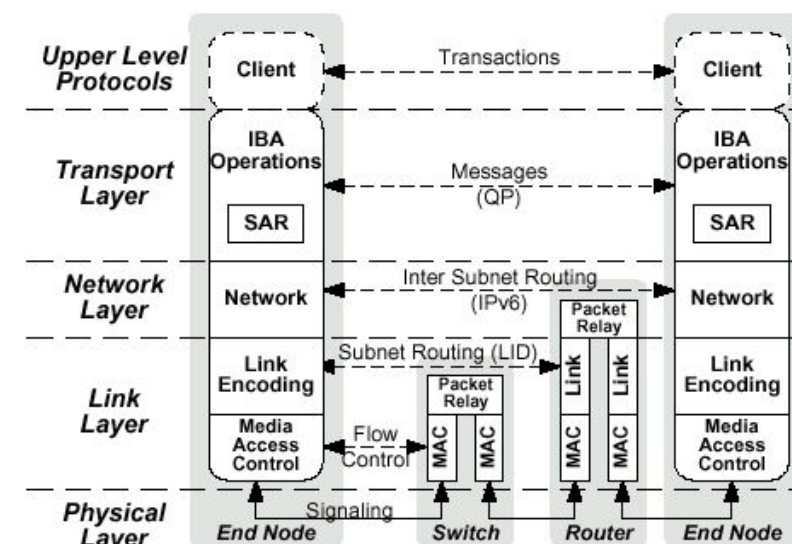 Upper Level
Protocols
Client
Transactions
Client
Transport
Layer
IBA
Operations
SAR
Messages
(QP)
IBA
Operations
SAR
Network
Layer
Network
Inter Subnet Routing
(IPv6)
Packet
Relay
Network
Link
Layer
Link
Encoding
Subnet Routing (LID)
Packet
Relay
Link
Link
Link
Encoding
Media
Access
Control
Flow
Control
MAC
MAC
MAC
MAC
Media
Access
Control
Physical
Layer
Signaling
End Node
Switch
Router
End Node